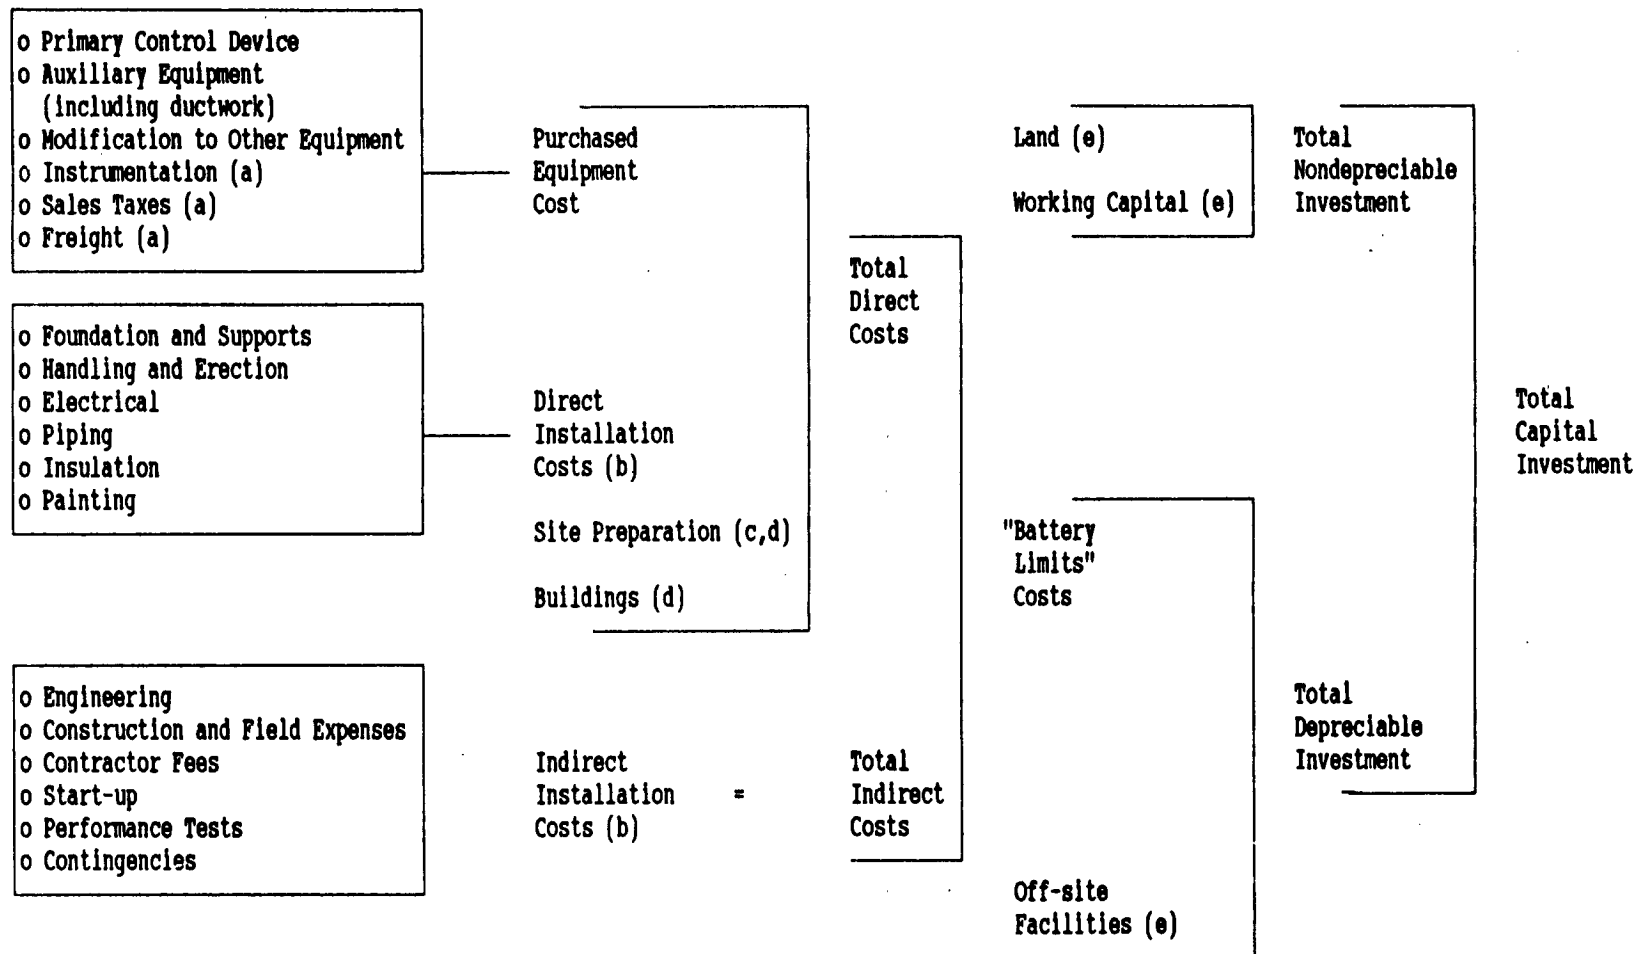 o Primary Control Device
o Auxiliary Equipment
(including ductwork)
o Modification to Other Equipment
o Instrumentation (a)
o Sales Taxes (a)
o Freight (a)
Purchased
Equipment
Cost
o Foundation and Supports
o Handling and Erection
o Electrical
o Piping
o Insulation
o Painting
Direct
Installation
Costs (b)
Site Preparation (c,d)
Buildings (d)
o Engineering
o Construction and Field Expenses
o Contractor Fees
o Start-up
o Performance Tests
o Contingencies
Indirect
Installation =
Costs (b)
Total
Direct
Costs
Total
Indirect
Costs
Land (e)
Working Capital (e)
"Battery
Limits"
Costs
Off-site
Facilities (e)
Total
Nondepreciable
Investment
Total
Depreciable
Investment
Total
Capital
Investment